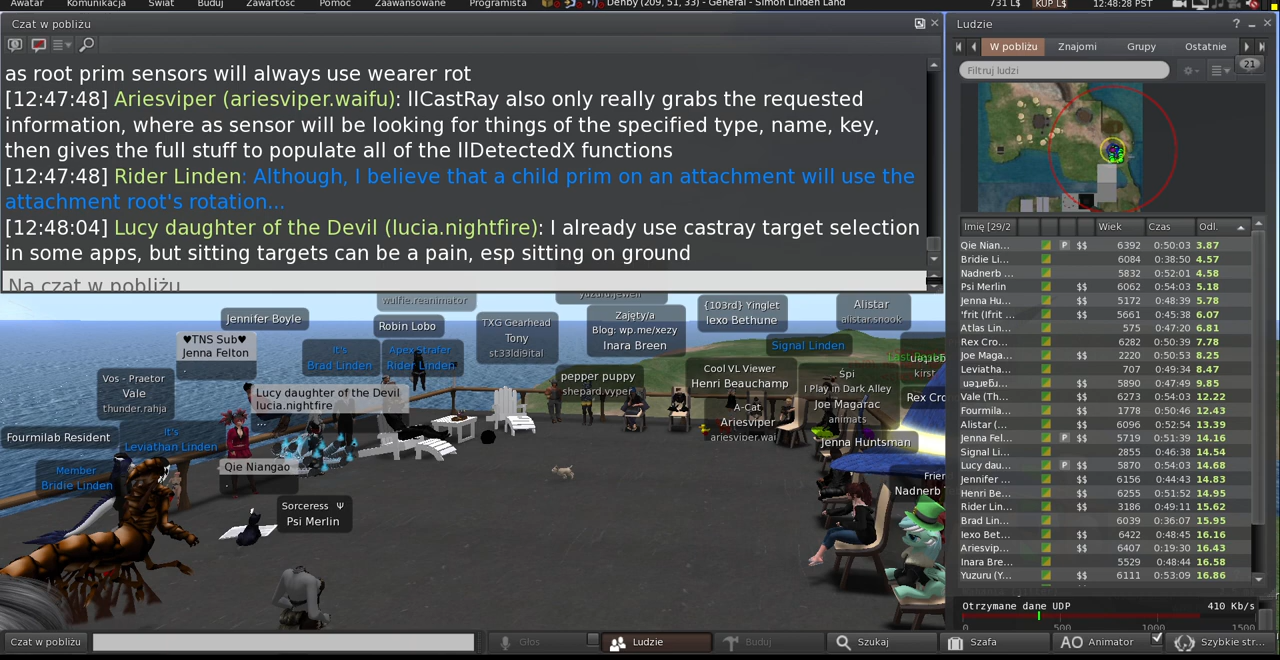 Awatar Komunikacja Świat Buduj Zawartość Pomoc Zaawansowane Programista Denby (209, 51, 33) - General - Simon Linden Land 731 L$ KUP L$ 12:48:28 PST
Czat w pobliżu
as root prim sensors will always use wearer rot
[12:47:48] Ariesviper (ariesviper.waifu): llCastRay also only really grabs the requested
information, where as sensor will be looking for things of the specified type, name, key,
then gives the full stuff to populate all of the llDetectedX functions
[12:47:48] Rider Linden: Although, I believe that a child prim on an attachment will use the
attachment root's rotation...
[12:48:04] Lucy daughter of the Devil (lucia.nightfire): I already use castray target selection
in some apps, but sitting targets can be a pain, esp sitting on ground
Na czat w pobliżu
wulfie.reanimator
yuzuru.jewell
Jennifer Boyle
Robin Lobo
TXG Gearhead
Tony
st33ldi9ital
Zajęty/a
Blog: wp.me/xezy
Inara Breen
{103rd} Yinglet
Iexo Bethune
Alistar
alistar.snook
♥TNS Sub♥
Jenna Felton
.
It's
Brad Linden
Apex Strafer
Rider Linden
Signal Linden
kirst
Vos - Praetor
Vale
thunder.rahja
Lucy daughter of the Devil
lucia.nightfire
...
pepper puppy
shepard.vyper
Cool VL Viewer
Henri Beauchamp
Śpi
I Play in Dark Alley
Joe Magarac
animats
Rex Cro
A-Cat
Ariesviper
ariesviper.wai
Fourmilab Resident
It's
Leviathan Linden
Jenna Huntsman
Member
Bridie Linden
Qie Niangao
.
Frien
Nadnerb
Sorceress Ψ
Psi Merlin
Ludzie
W pobliżu Znajomi Grupy Ostatnie
Filtruj ludzi
21
Imię [29/2 Wiek Czas Odl.
Qie Nian... P $$ 6392 0:50:03 3.87
Bridie Li... 6084 0:38:50 4.57
Nadnerb ... 5832 0:52:01 4.58
Psi Merlin $$ 6062 0:54:03 5.18
Jenna Hu... $$ 5172 0:48:39 5.78
'frit (Ifrit ... $$ 5661 0:45:38 6.07
Atlas Lin... 575 0:47:20 6.81
Rex Cro... 6282 0:50:39 7.78
Joe Maga... $$ 2220 0:50:53 8.25
Leviatha... 707 0:49:34 8.47
$$ 5890 0:47:49 9.85
Vale (Th... $$ 6273 0:54:03 12.22
Fourmila... $$ 1778 0:50:46 12.43
Alistar (... $$ 6096 0:52:54 13.39
Jenna Fel... P $$ 5719 0:51:39 14.16
Signal Li... 2855 0:46:38 14.54
Lucy dau... P $$ 5870 0:54:03 14.68
Jennifer ... $$ 6156 0:44:43 14.83
Henri Be... $$ 6255 0:51:52 14.95
Rider Lin... $$ 3186 0:49:11 15.62
Brad Lin... 6039 0:36:07 15.95
Iexo Bet... $$ 6422 0:48:45 16.16
Ariesvip... $$ 6407 0:19:30 16.43
Inara Bre... 5529 0:48:44 16.58
Yuzuru (Y... $$ 6111 0:53:09 16.86
Otrzymane dane UDP 410 Kb/s
0 500 1000 1500
Czat w pobliżu Głos Ludzie Buduj Szukaj Szafa AO Animator Szybkie str...